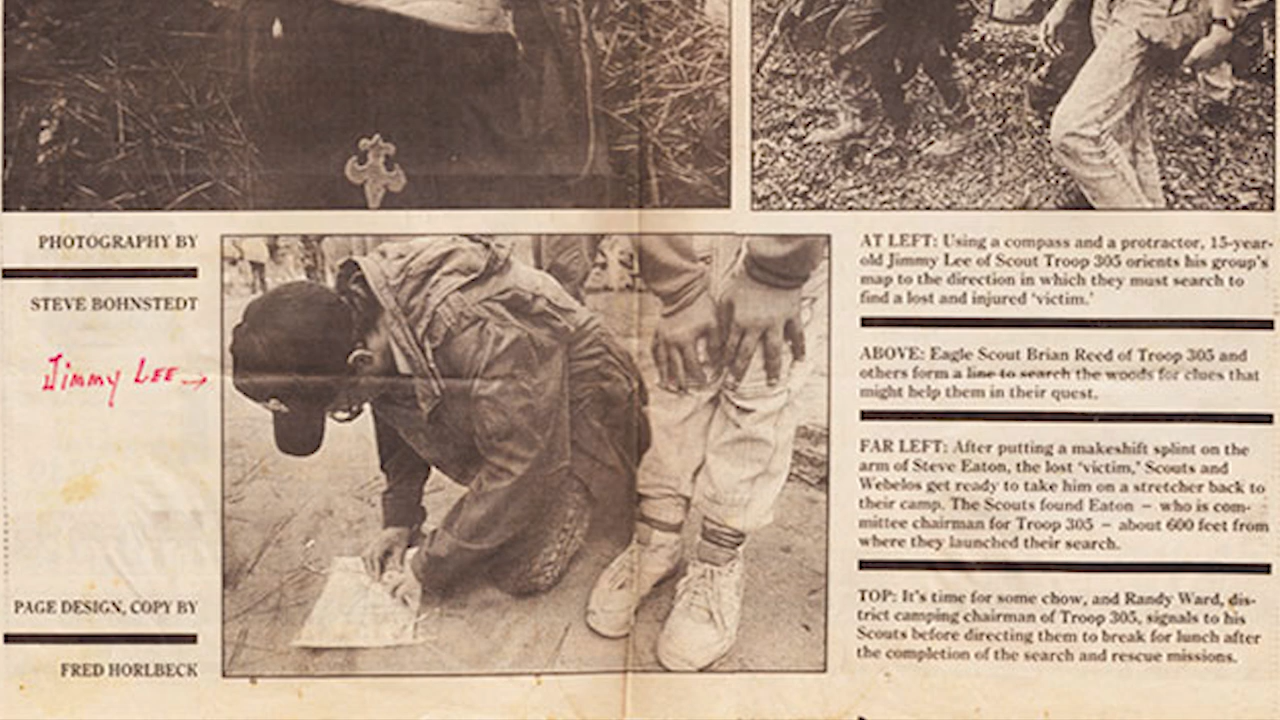 PHOTOGRAPHY BY
STEVE BOHNSTEDT
Jimmy LEE →
PAGE DESIGN, COPY BY
FRED HORLBECK
AT LEFT: Using a compass and a protractor, 15-year-
old Jimmy Lee of Scout Troop 305 orients his group's
map to the direction in which they must search to
find a lost and injured 'victim.'
ABOVE: Eagle Scout Brian Reed of Troop 305 and
others form a line to search the woods for clues that
might help them in their quest.
FAR LEFT: After putting a makeshift splint on the
arm of Steve Eaton, the lost 'victim,' Scouts and
Webelos get ready to take him on a stretcher back to
their camp. The Scouts found Eaton — who is com-
mittee chairman for Troop 305 — about 600 feet from
where they launched their search.
TOP: It's time for some chow, and Randy Ward, dis-
trict camping chairman of Troop 305, signals to his
Scouts before directing them to break for lunch after
the completion of the search and rescue missions.